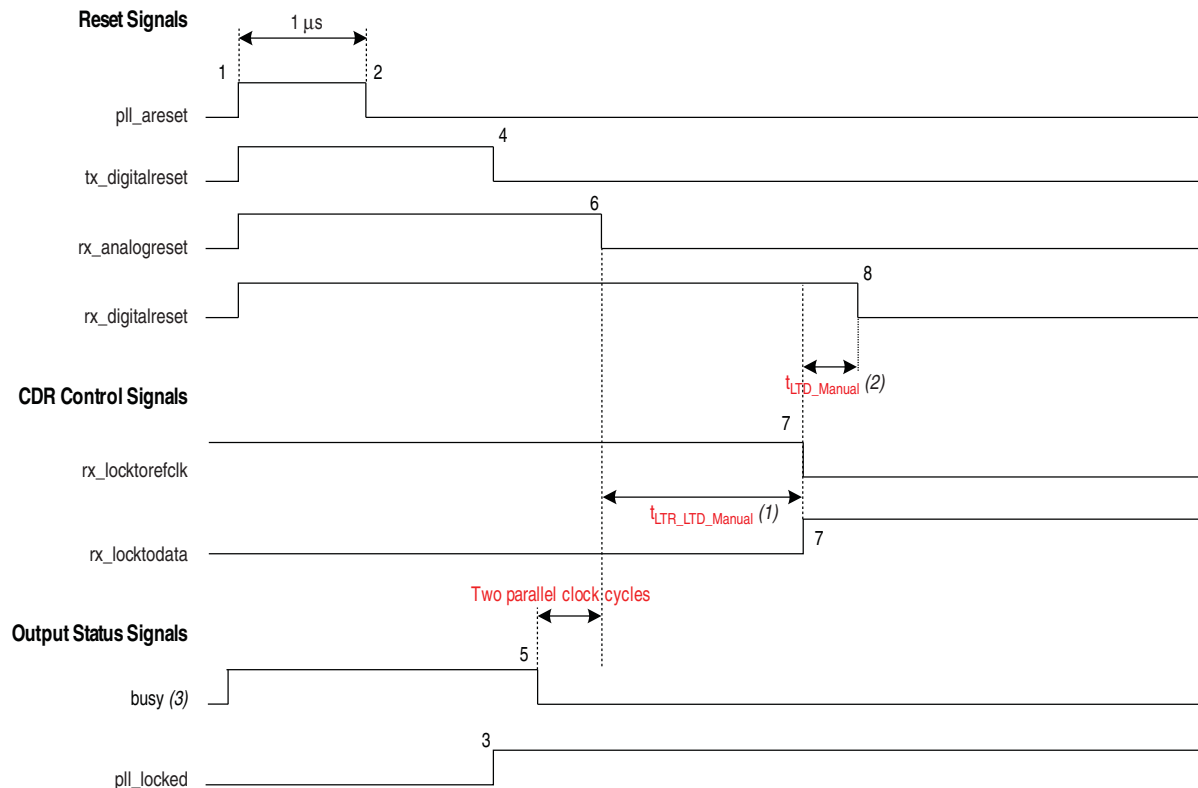 Reset Signals
1 µs
1
2
pll_areset
4
tx_digitalreset
6
rx_analogreset
8
rx_digitalreset
tLTD_Manual (2)
CDR Control Signals
7
rx_locktorefclk
tLTR_LTD_Manual (1)
7
rx_locktodata
Two parallel clock cycles
Output Status Signals
5
busy (3)
3
pll_locked